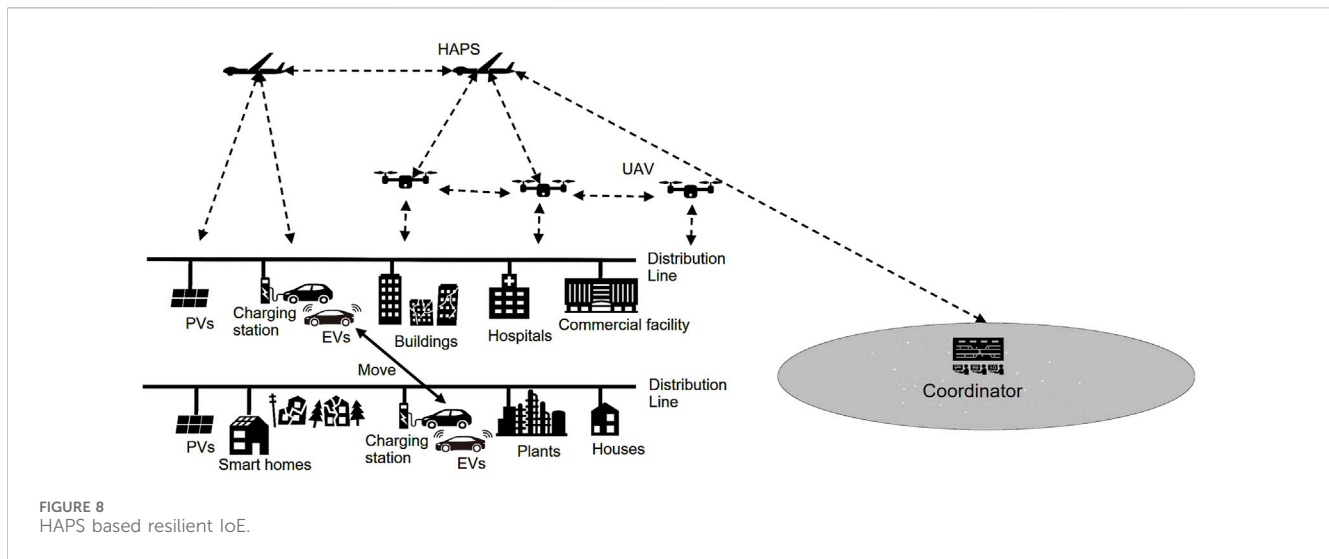 HAPS
UAV
Distribution
Line
PVs
Charging
station
EVs
Buildings
Hospitals
Commercial facility
Move
Distribution
Line
PVs
Smart homes
Charging
station
EVs
Plants
Houses
Coordinator
FIGURE 8
HAPS based resilient IoE.